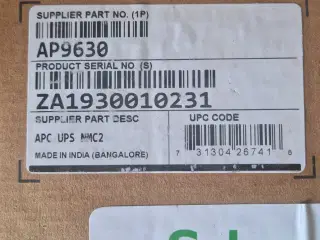 SUPPLIER PART NO. (1P)
AP9630
PRODUCT SERIAL NO (S)
ZA1930010231
SUPPLIER PART DESC
UPC CODE
APC UPS NMC2
MADE IN INDIA (BANGALORE)
7 31304 26741 8